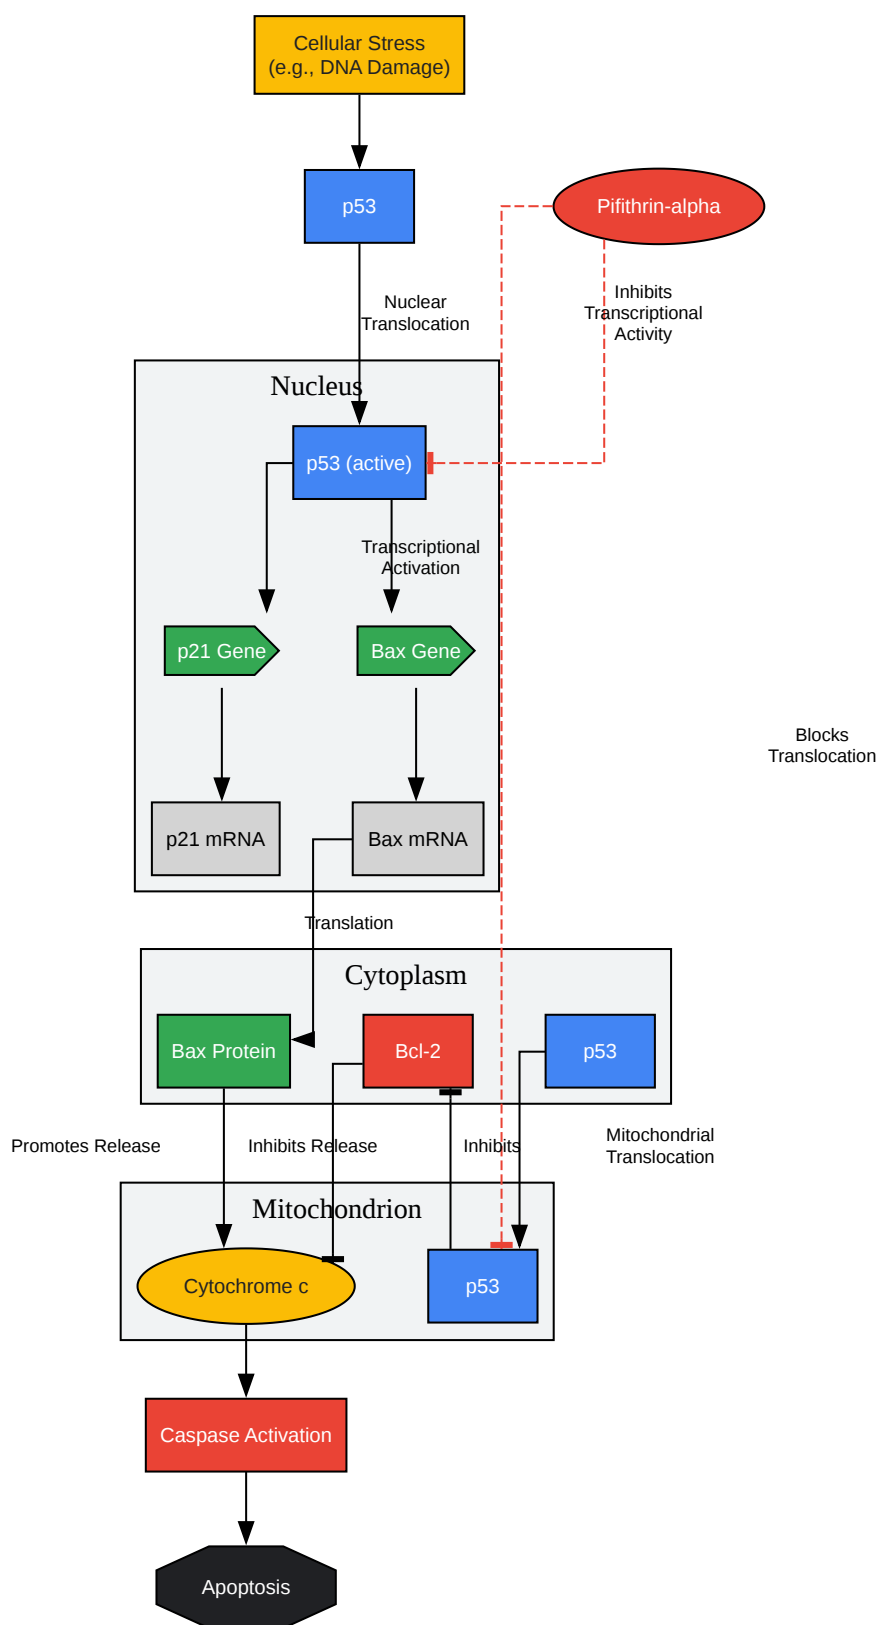 Cellular Stress
(e.g., DNA Damage)
p53
Pifithrin-alpha
Nuclear
Translocation
Inhibits
Transcriptional
Activity
Nucleus
p53 (active)
Transcriptional
Activation
p21 Gene
Bax Gene
Blocks
Translocation
p21 mRNA
Bax mRNA
Translation
Cytoplasm
Bax Protein
Bcl-2
p53
Promotes Release
Inhibits Release
Inhibits
Mitochondrial
Translocation
Mitochondrion
Cytochrome c
p53
Caspase Activation
Apoptosis